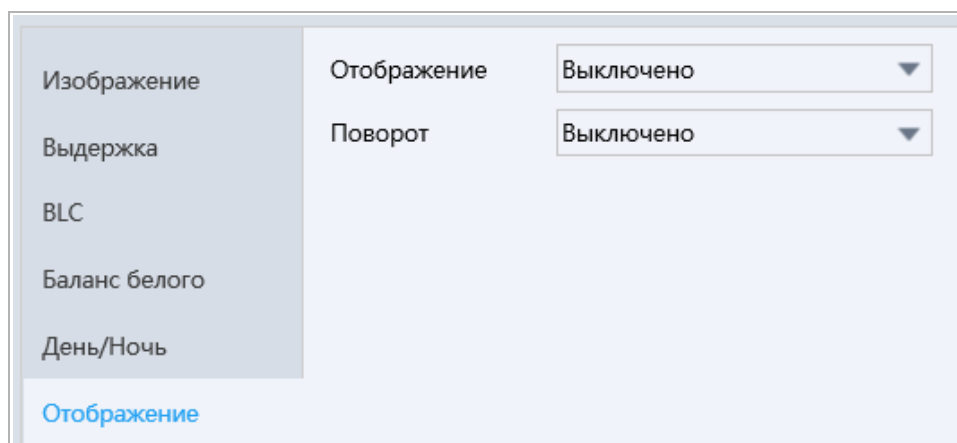 Изображение
Выдержка
BLC
Баланс белого
День/Ночь
Отображение
Отображение Выключено
Поворот Выключено